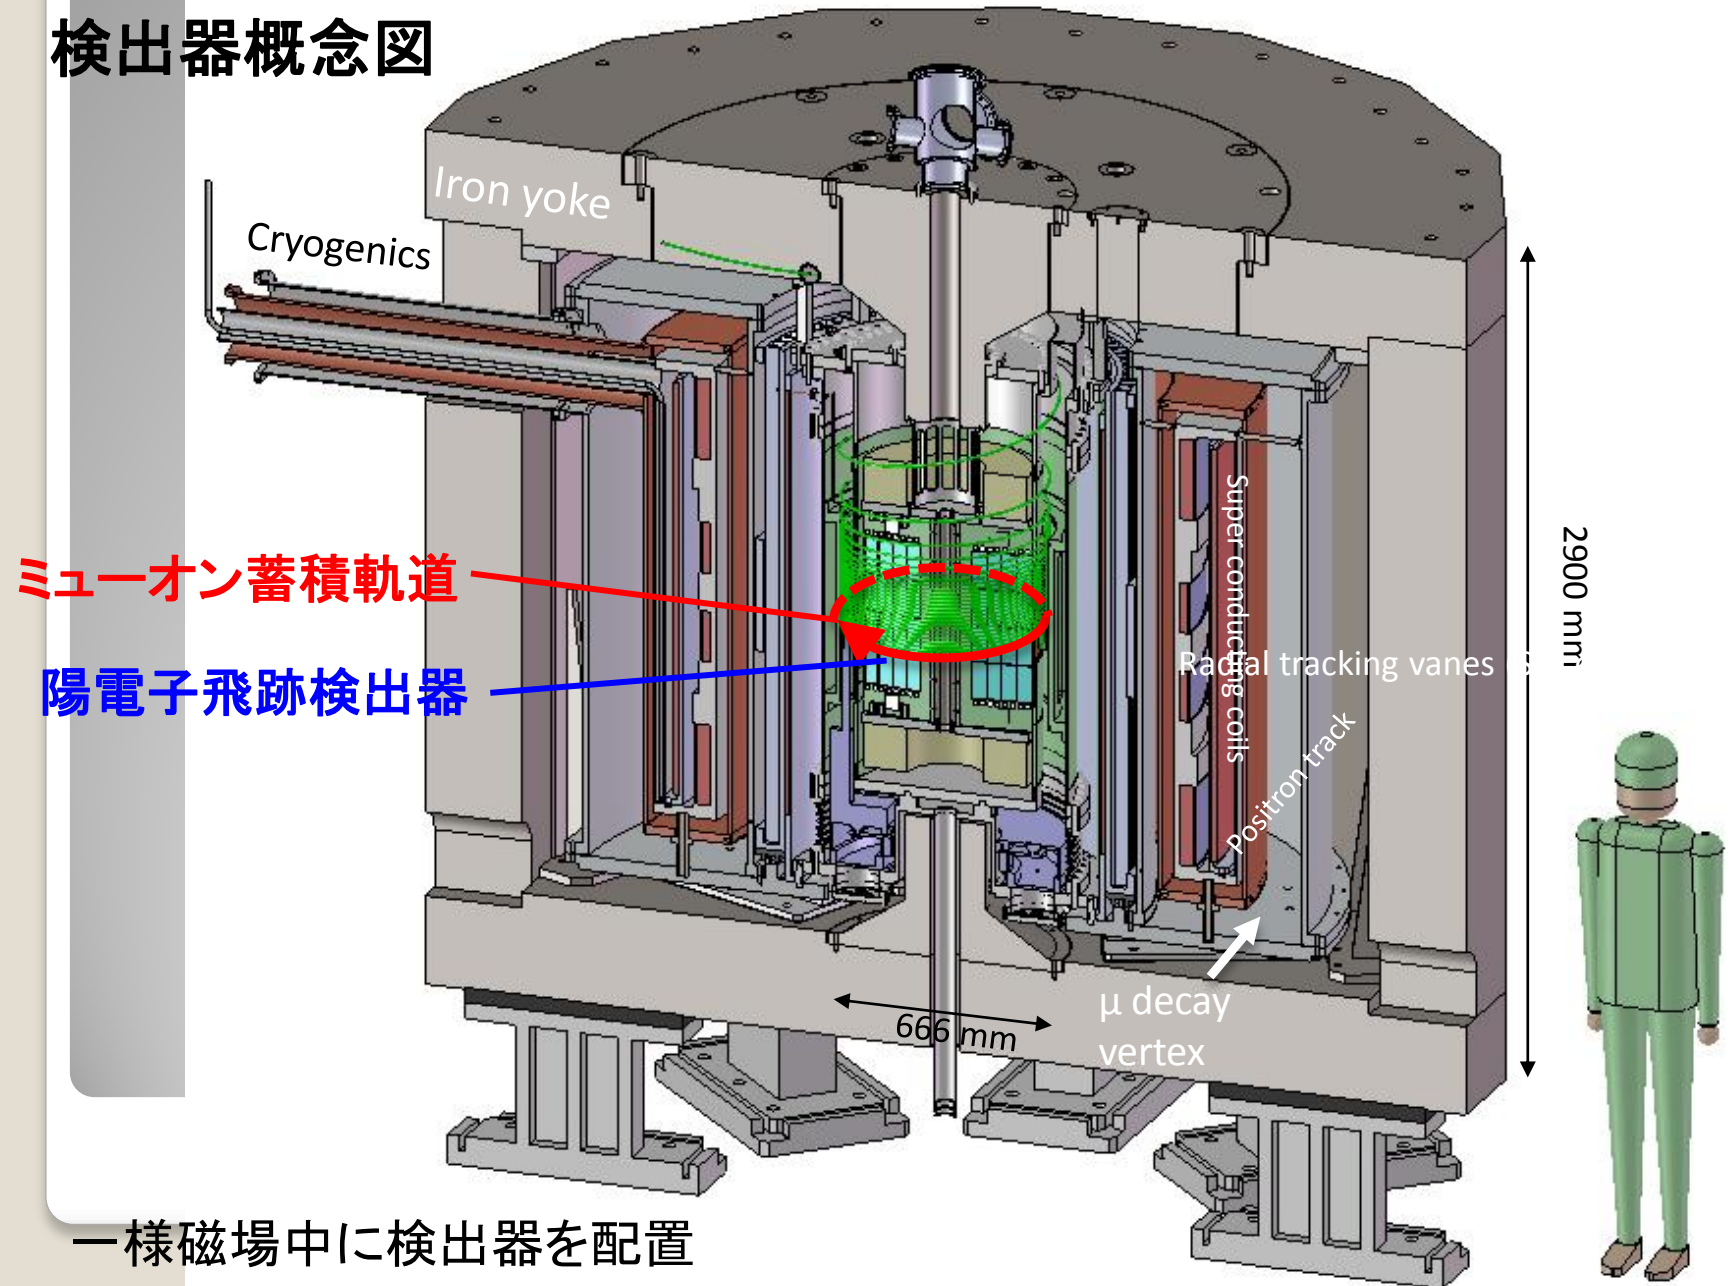 検出器概念図
Iron yoke
Cryogenics
Super conducting coils
2900 mm
ミューオン蓄積軌道
陽電子飛跡検出器
Radial tracking vanes
Positron track
μ decay
vertex
666 mm
一様磁場中に検出器を配置